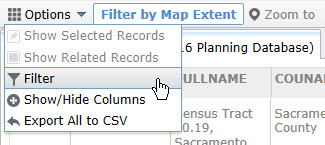 Options Filter by Map Extent Zoom to
Show Selected Records
Show Related Records
.6 Planning Database)
Filter
FULLNAME COUNA
Show/Hide Columns
Export All to CSV
ensus Tract Sacrame
0.19, County
Sacramento